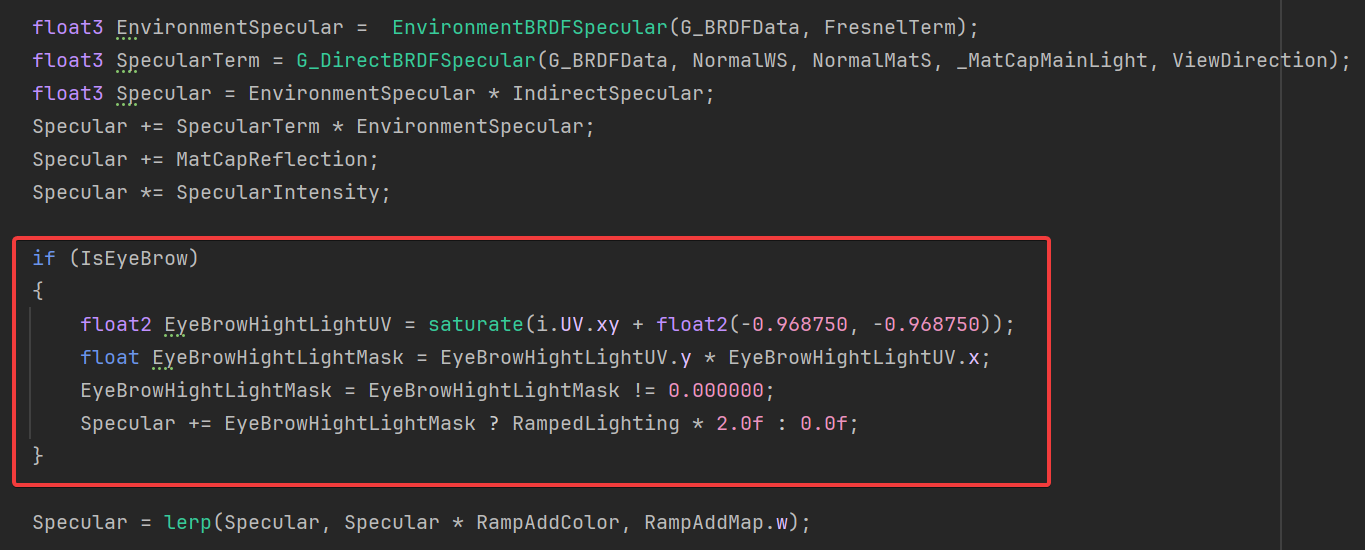 float3 EnvironmentSpecular =  EnvironmentBRDFSpecular(G_BRDFData, FresnelTerm);
float3 SpecularTerm = G_DirectBRDFSpecular(G_BRDFData, NormalWS, NormalMatS, _MatCapMainLight, ViewDirection);
float3 Specular = EnvironmentSpecular * IndirectSpecular;
Specular += SpecularTerm * EnvironmentSpecular;
Specular += MatCapReflection;
Specular *= SpecularIntensity;
if (IsEyeBrow)
{
float2 EyeBrowHightLightUV = saturate(i.UV.xy + float2(-0.968750, -0.968750));
float EyeBrowHightLightMask = EyeBrowHightLightUV.y * EyeBrowHightLightUV.x;
EyeBrowHightLightMask = EyeBrowHightLightMask != 0.000000;
Specular += EyeBrowHightLightMask ? RampedLighting * 2.0f : 0.0f;
}
Specular = lerp(Specular, Specular * RampAddColor, RampAddMap.w);